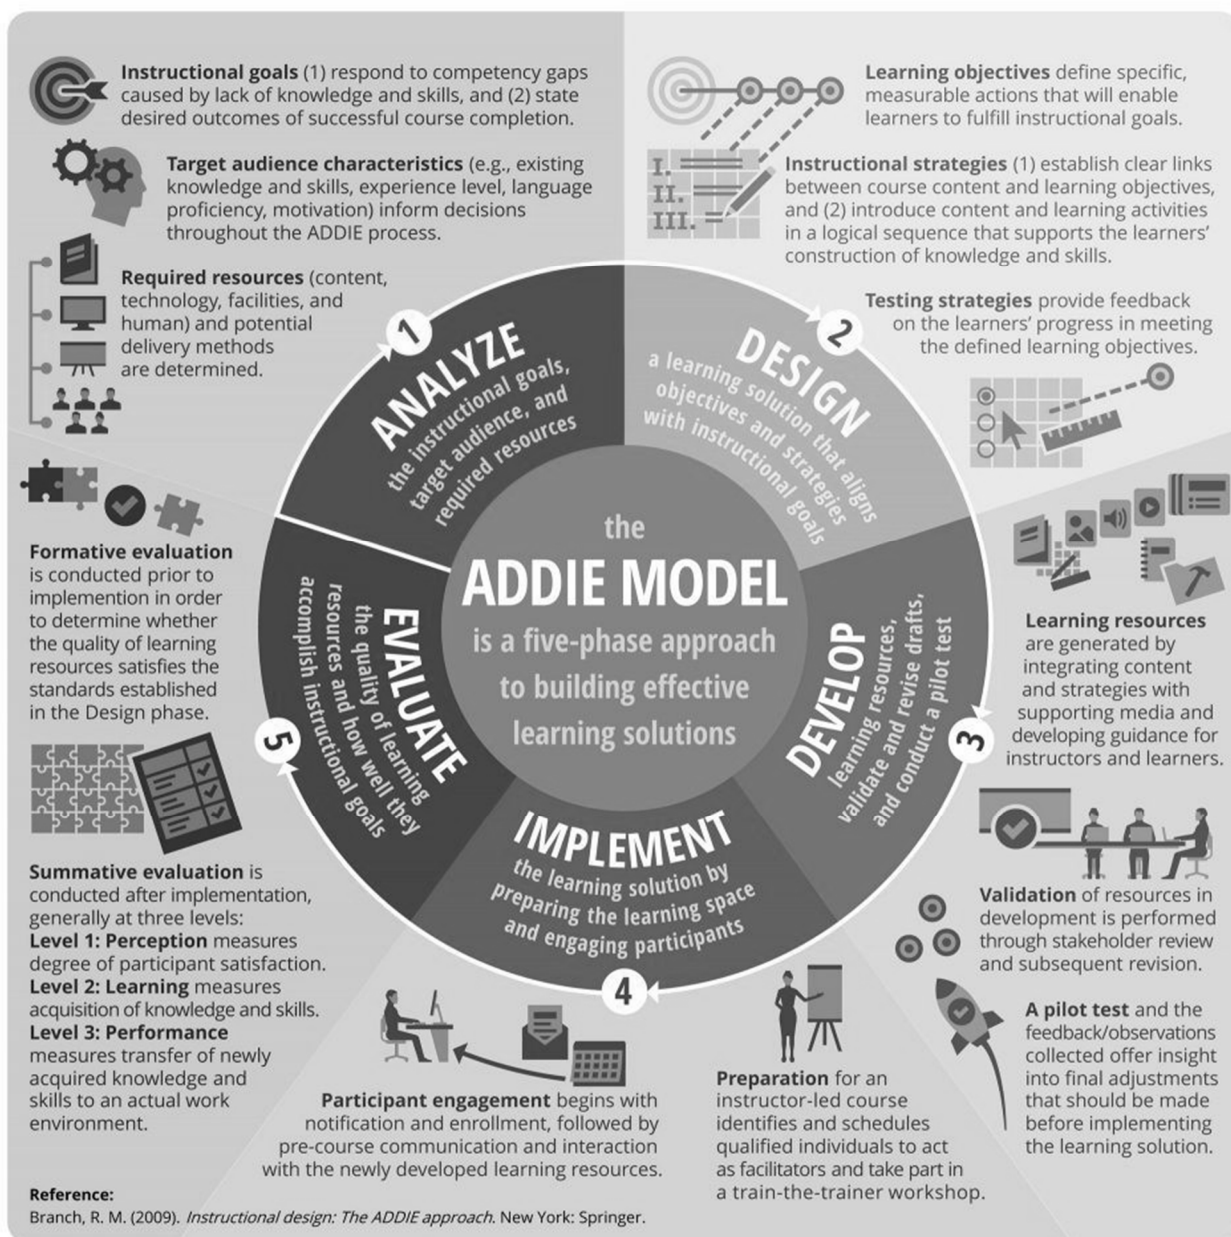 Instructional goals (1) respond to competency gaps
caused by lack of knowledge and skills, and (2) state
desired outcomes of successful course completion.
Target audience characteristics (e.g., existing
knowledge and skills, experience level, language
proficiency, motivation) inform decisions
throughout the ADDIE process.
Required resources (content,
technology, facilities, and
human) and potential
delivery methods
are determined.
Learning objectives define specific,
measurable actions that will enable
learners to fulfill instructional goals.
I.
II.
III.
Instructional strategies (1) establish clear links
between course content and learning objectives,
and (2) introduce content and learning activities
in a logical sequence that supports the learners'
construction of knowledge and skills.
Testing strategies provide feedback
on the learners' progress in meeting
the defined learning objectives.
1
ANALYZE
the instructional goals,
target audience, and
required resources
2
DESIGN
a learning solution that aligns
objectives and strategies
with instructional goals
the
ADDIE MODEL
is a five-phase approach
to building effective
learning solutions
3
DEVELOP
learning resources,
validate and revise drafts,
and conduct a pilot test
Learning resources
are generated by
integrating content
and strategies with
supporting media and
developing guidance for
instructors and learners.
Validation of resources in
development is performed
through stakeholder review
and subsequent revision.
A pilot test and the
feedback/observations
collected offer insight
into final adjustments
that should be made
before implementing
the learning solution.
4
IMPLEMENT
the learning solution by
preparing the learning space
and engaging participants
Preparation for an
instructor-led course
identifies and schedules
qualified individuals to act
as facilitators and take part in
a train-the-trainer workshop.
Participant engagement begins with
notification and enrollment, followed by
pre-course communication and interaction
with the newly developed learning resources.
5
EVALUATE
the quality of learning
resources and how well they
accomplish instructional goals
Formative evaluation
is conducted prior to
implemention in order
to determine whether
the quality of learning
resources satisfies the
standards established
in the Design phase.
Summative evaluation is
conducted after implementation,
generally at three levels:
Level 1: Perception measures
degree of participant satisfaction.
Level 2: Learning measures
acquisition of knowledge and skills.
Level 3: Performance
measures transfer of newly
acquired knowledge and
skills to an actual work
environment.
Reference:
Branch, R. M. (2009). Instructional design: The ADDIE approach. New York: Springer.